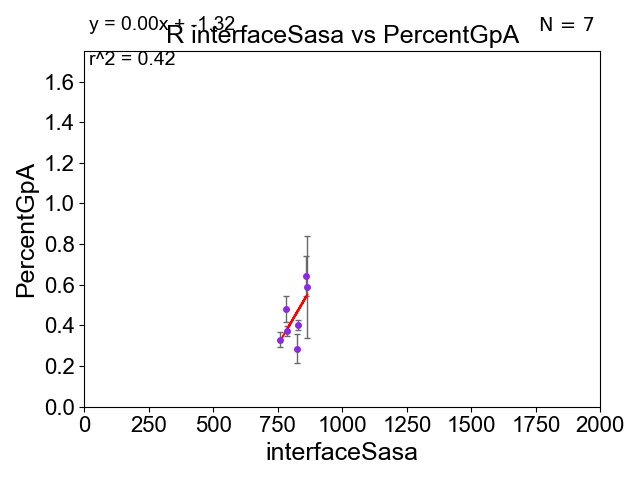 y = 0.00x + -1.32
N = 7
R interfaceSasa vs PercentGpA
r^2 = 0.42
PercentGpA
1.6
1.4
1.2
1.0
0.8
0.6
0.4
0.2
0.0
0 250 500 750 1000 1250 1500 1750 2000
interfaceSasa